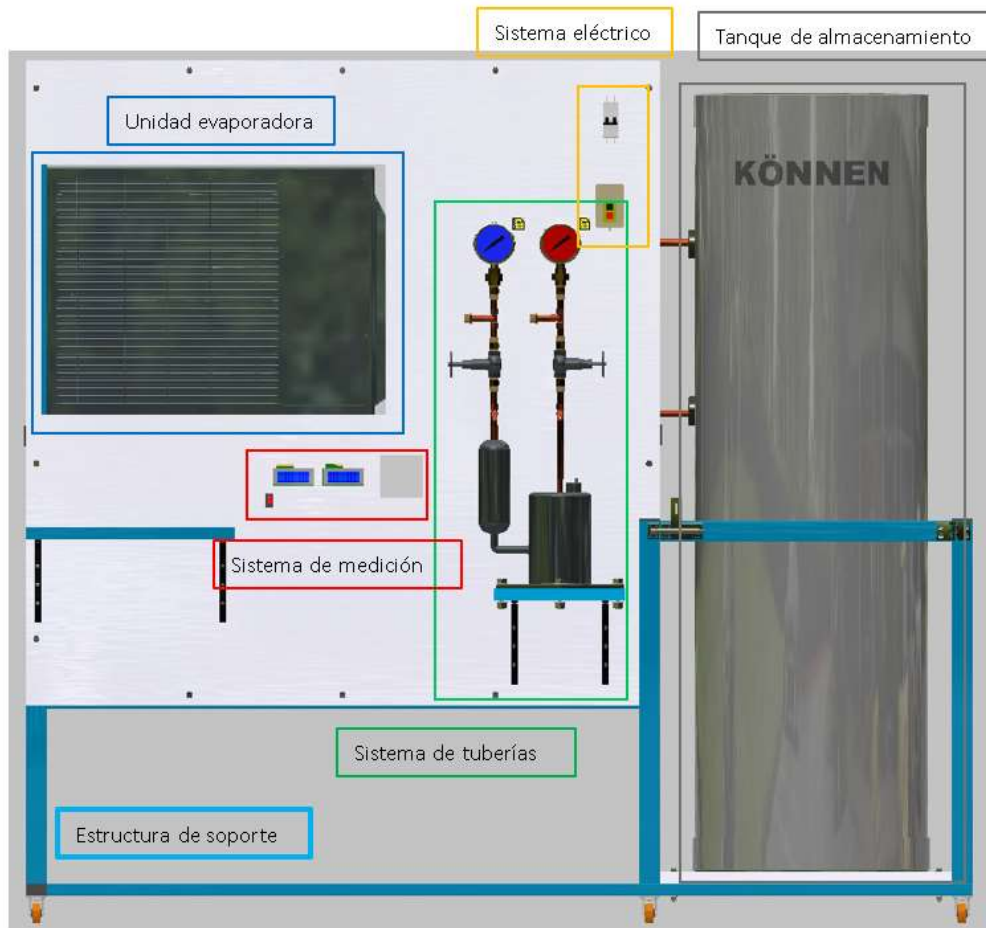 Sistema eléctrico
Tanque de almacenamiento
Unidad evaporadora
KÖNNEN
Sistema de medición
Sistema de tuberías
Estructura de soporte